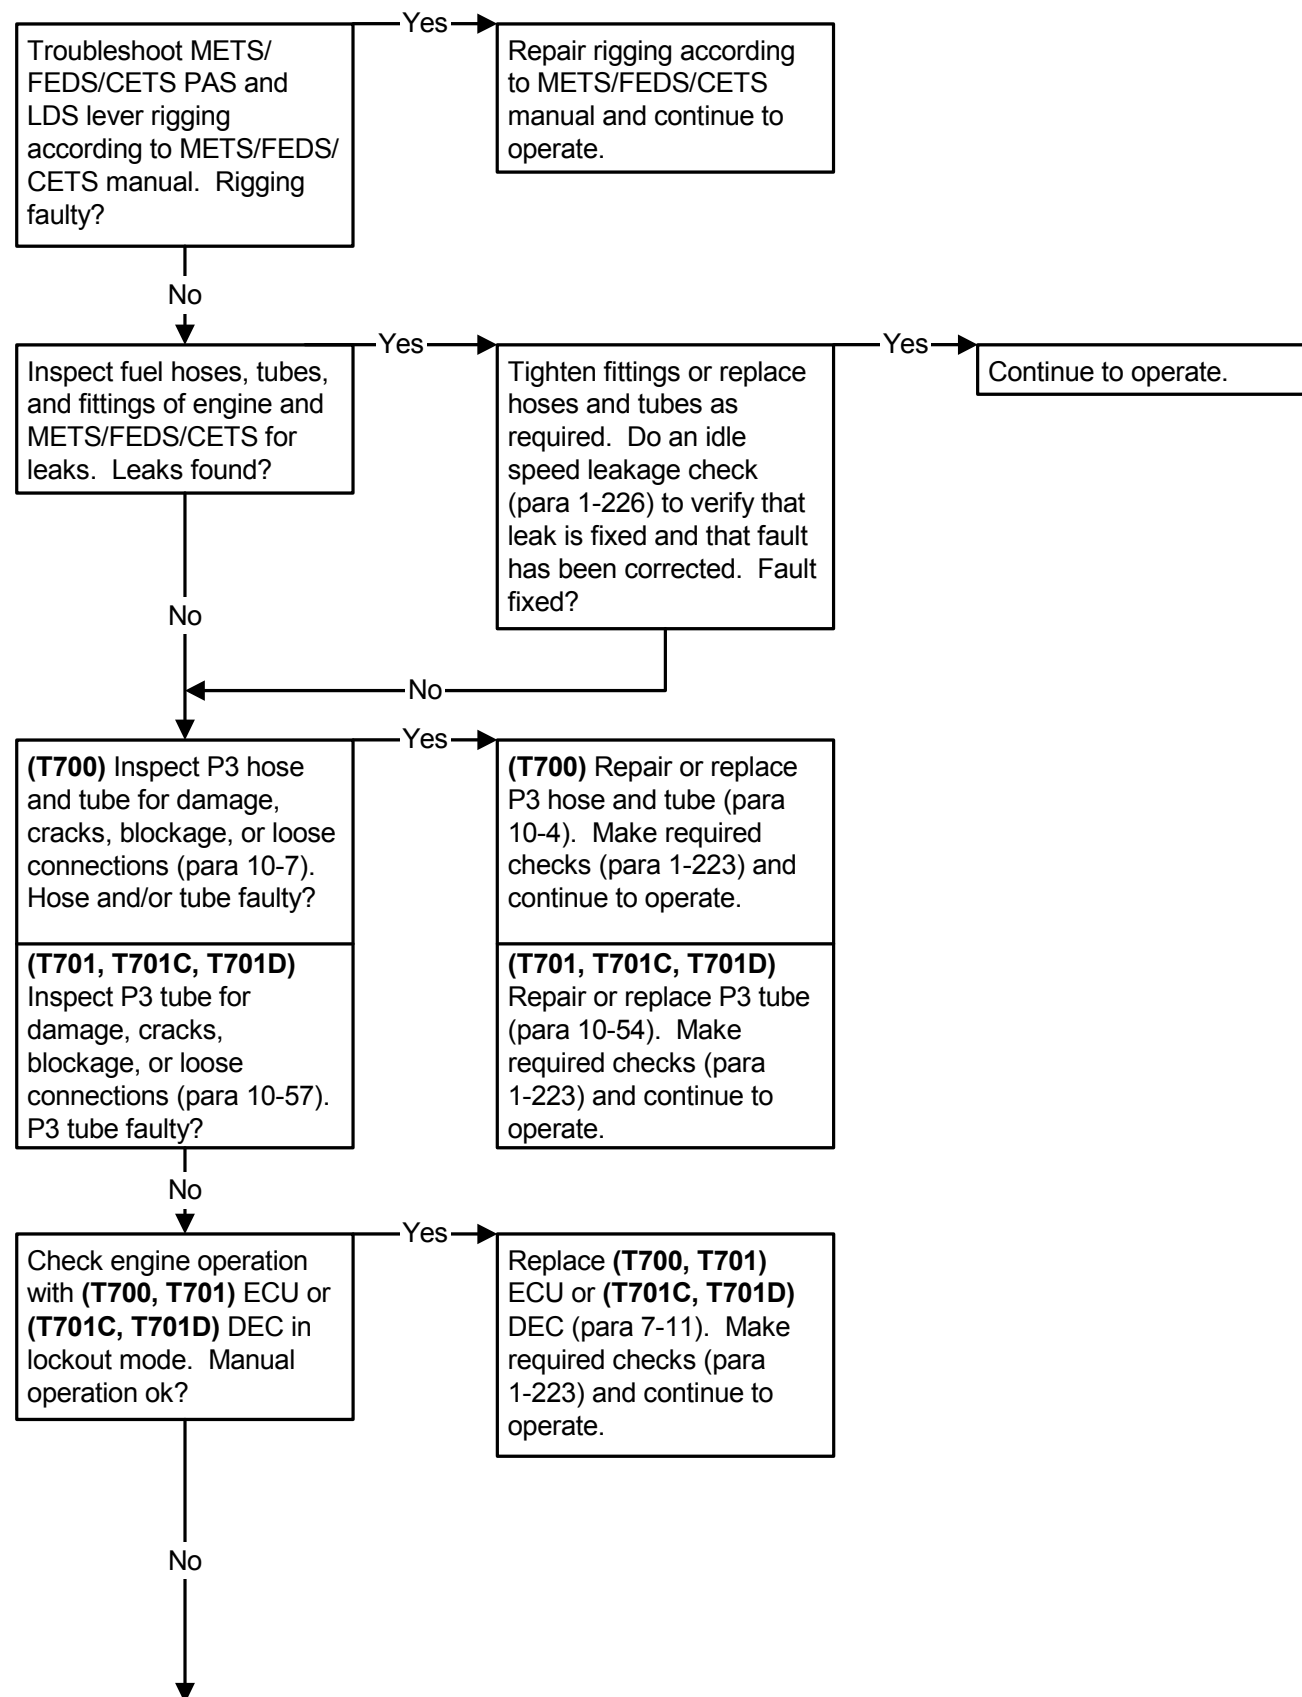 Yes
Troubleshoot METS/
FEDS/CETS PAS and
LDS lever rigging
according to METS/FEDS/
CETS manual.  Rigging
faulty?
Repair rigging according
to METS/FEDS/CETS
manual and continue to
operate.
No
Yes
Yes
Inspect fuel hoses, tubes,
and fittings of engine and
METS/FEDS/CETS for
leaks.  Leaks found?
Tighten fittings or replace
hoses and tubes as
required.  Do an idle
speed leakage check
(para 1-226) to verify that
leak is fixed and that fault
has been corrected.  Fault
fixed?
Continue to operate.
No
No
Yes
(T700) Inspect P3 hose
and tube for damage,
cracks, blockage, or loose
connections (para 10-7).
Hose and/or tube faulty?
(T700) Repair or replace
P3 hose and tube (para
10-4).  Make required
checks (para 1-223) and
continue to operate.
(T701, T701C, T701D)
Inspect P3 tube for
damage, cracks,
blockage, or loose
connections (para 10-57).
P3 tube faulty?
(T701, T701C, T701D)
Repair or replace P3 tube
(para 10-54).  Make
required checks (para
1-223) and continue to
operate.
No
Yes
Check engine operation
with (T700, T701) ECU or
(T701C, T701D) DEC in
lockout mode.  Manual
operation ok?
Replace (T700, T701)
ECU or (T701C, T701D)
DEC (para 7-11).  Make
required checks (para
1-223) and continue to
operate.
No